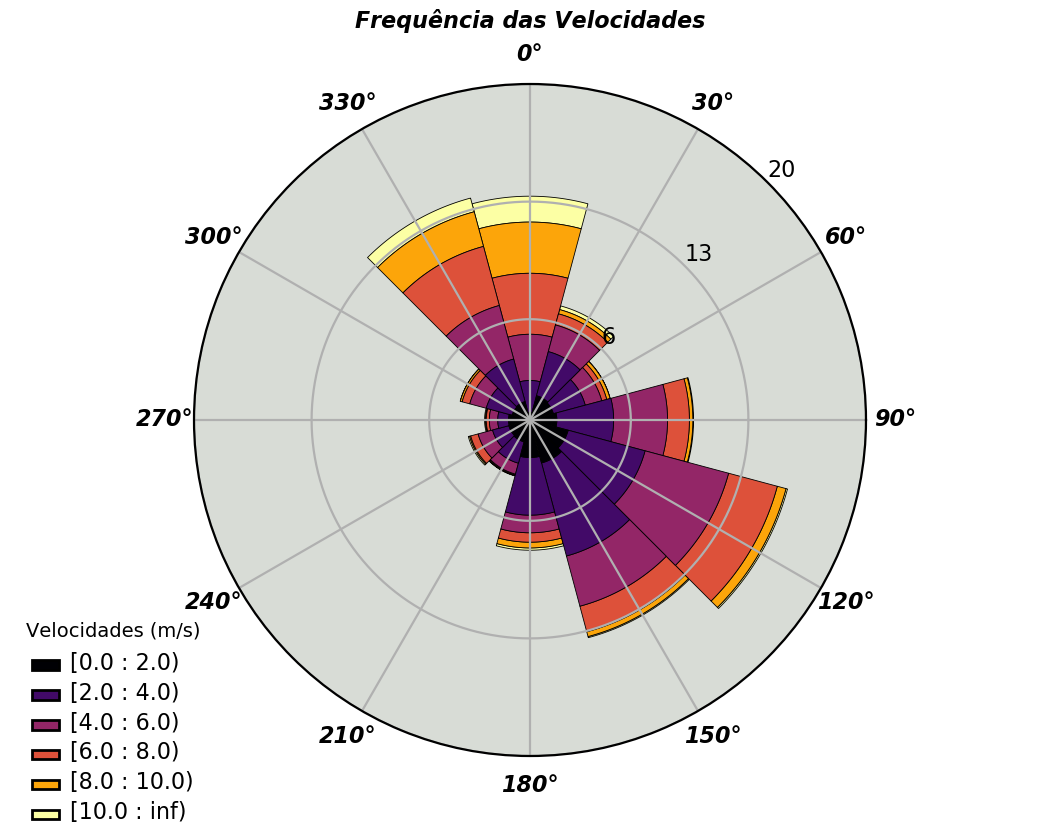 Frequência das Velocidades
0°
330°
30°
20
300°
60°
13
6
270°
90°
240°
120°
210°
150°
180°
Velocidades (m/s)
[0.0 : 2.0)
[2.0 : 4.0)
[4.0 : 6.0)
[6.0 : 8.0)
[8.0 : 10.0)
[10.0 : inf)